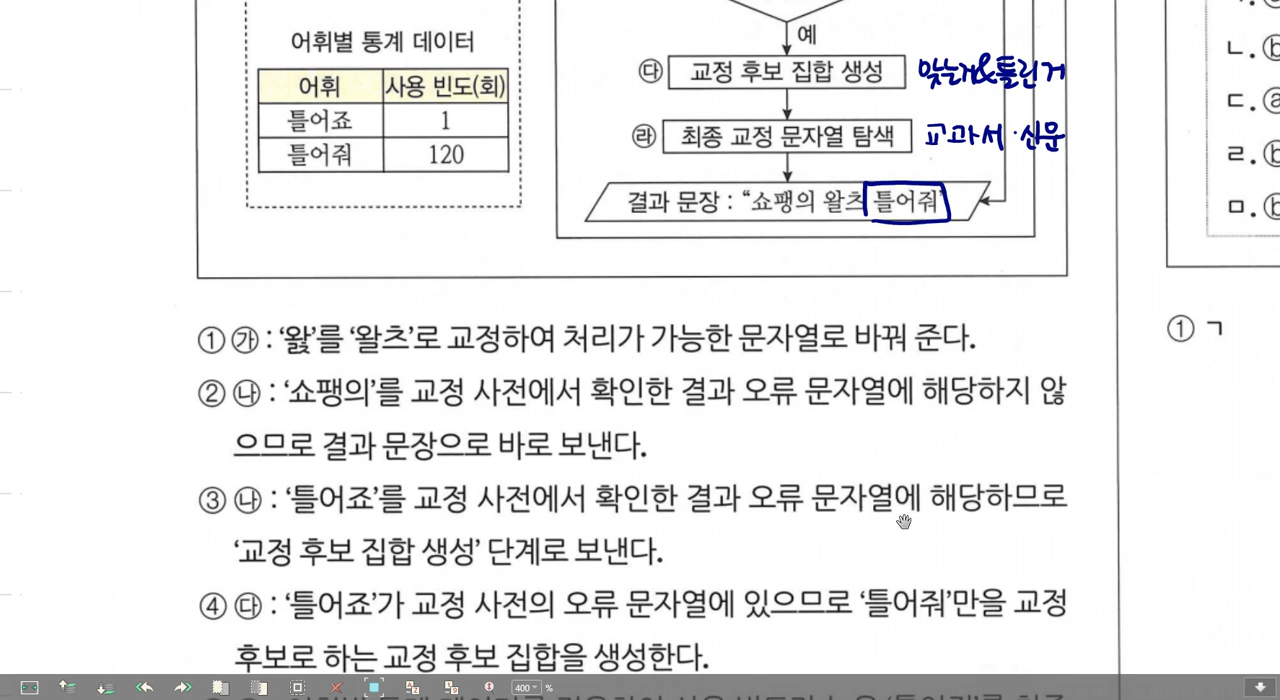 어휘별 통계 데이터
어휘 사용 빈도(회)
틀어죠 1
틀어줘 120
예
㉰ 교정 후보 집합 생성 맞는거&틀린거
㉱ 최종 교정 문자열 탐색 교과서·신문
결과 문장 : “쇼팽의 왈츠 틀어줘”
① ㉮ : ‘왍’를 ‘왈츠’로 교정하여 처리가 가능한 문자열로 바꿔 준다.
② ㉯ : ‘쇼팽의’를 교정 사전에서 확인한 결과 오류 문자열에 해당하지 않
으므로 결과 문장으로 바로 보낸다.
③ ㉯ : ‘틀어죠’를 교정 사전에서 확인한 결과 오류 문자열에 해당하므로
‘교정 후보 집합 생성’ 단계로 보낸다.
④ ㉰ : ‘틀어죠’가 교정 사전의 오류 문자열에 있으므로 ‘틀어줘’만을 교정
후보로 하는 교정 후보 집합을 생성한다.
ㄴ. ⓑ
ㄷ. ⓐ
ㄹ. ⓑ
ㅁ. ⓑ
① ㄱ
400 %